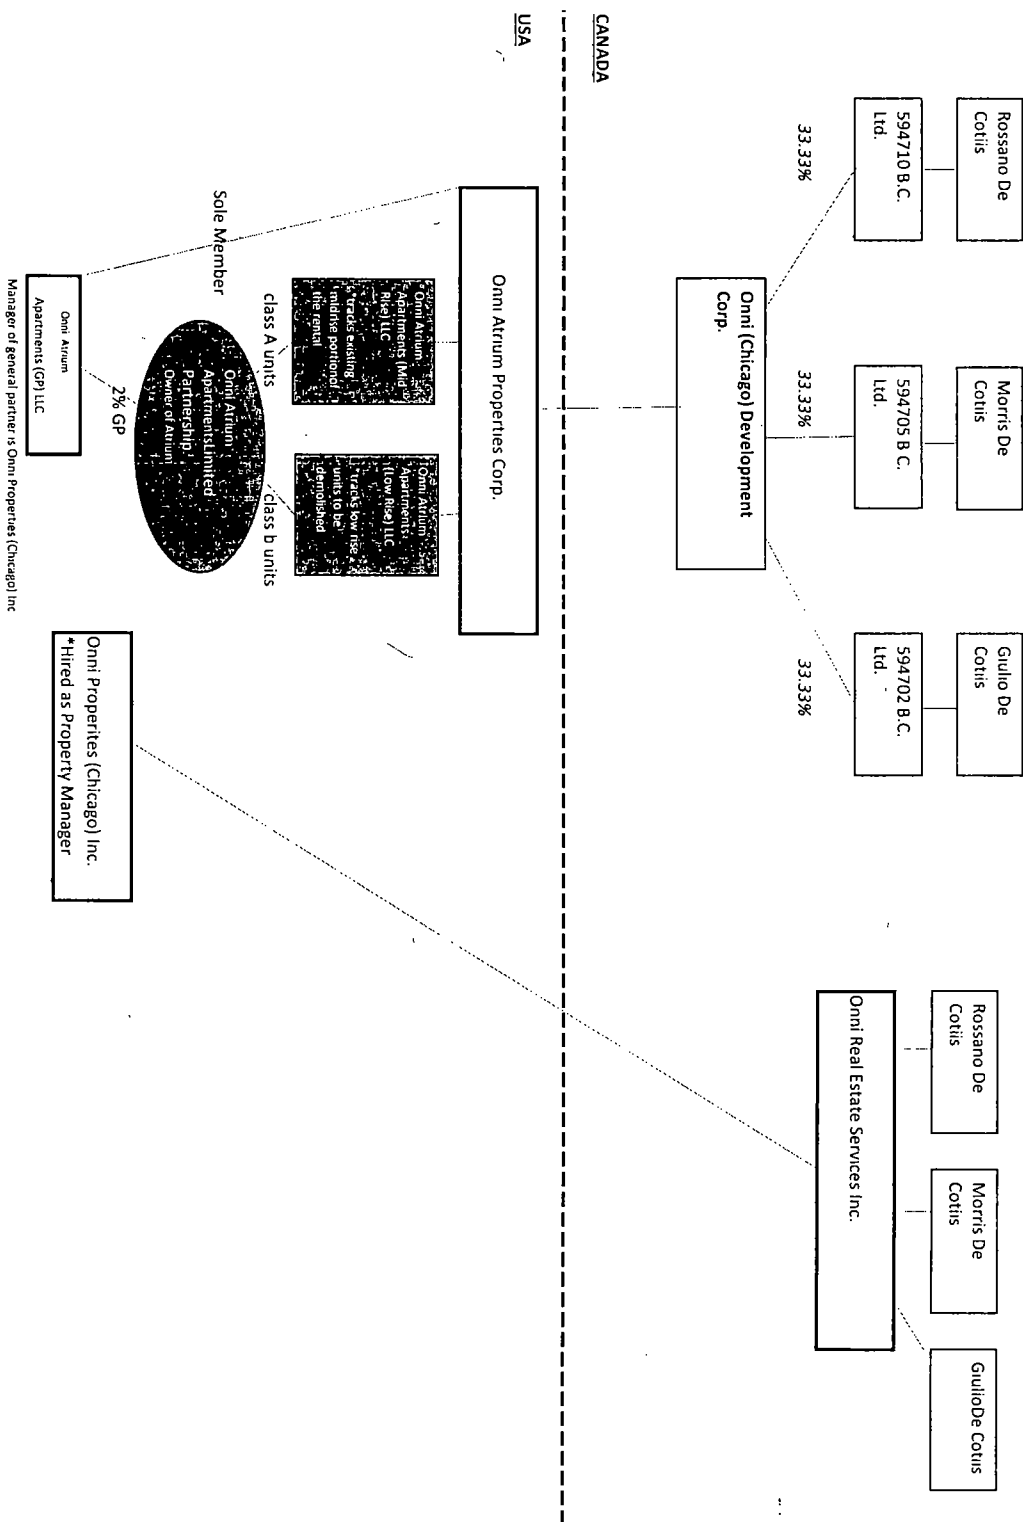 Rossano De
Cotiis
Morris De
Cotiis
Giulio De
Cotiis
Rossano De
Cotiis
Morris De
Cotiis
GiulioDe Cotiis
594710 B.C.
Ltd.
594705 B C.
Ltd.
594702 B.C.
Ltd.
33.33%
33.33%
33.33%
Onni Real Estate Services Inc.
Onni (Chicago) Development
Corp.
CANADA
USA
Onni Atrium Properties Corp.
Onni Atrium
Apartments (Mid
Rise) LLC
tracks existing
midrise portion of
the rental
Onni Atrium
Apartments
(Low Rise) LLC
tracks low rise
units to be
demolished
class A units
class b units
Sole Member
Onni Atrium
Apartments Limited
Partnership
Owner of Atrium
2% GP
Onni Properites (Chicago) Inc.
*Hired as Property Manager
Onni Atrium
Apartments (GP) LLC
Manager of general partner is Onni Properties (Chicago) Inc